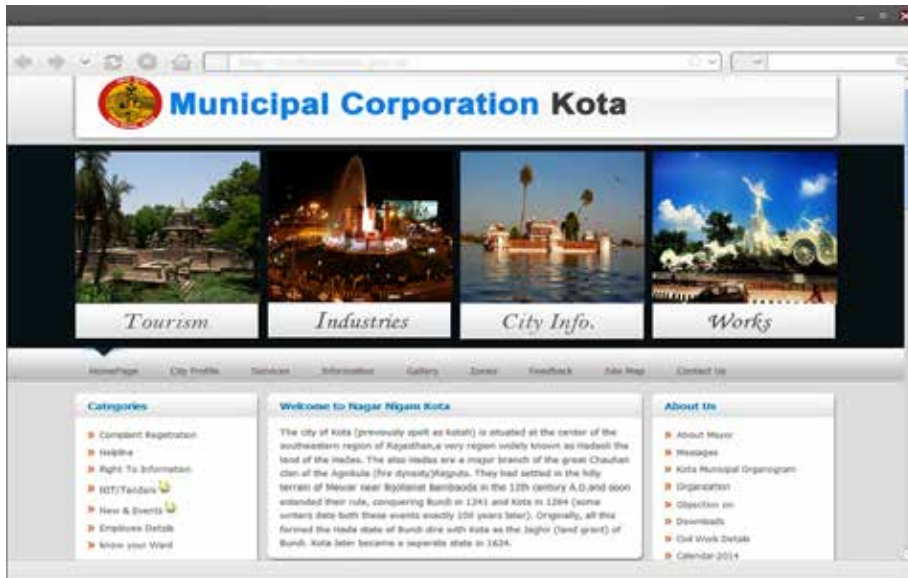 Municipal Corporation Kota
Tourism
Industries
City Info.
Works
HomePage City Profile Services Information Gallery Zones Feedback Site Map Contact Us
Categories
Complent Registration
Helpline
Right To Information
NIT/Tenders
New & Events
Employee Details
know your Ward
Welcome to Nagar Nigam Kota
The city of Kota (previously spelt as Kotah) is situated at the center of the
southeastern region of Rajasthan,a very region widely known as Hadaoti the
land of the Hadas. The also Hadas are a major branch of the great Chauhan
clan of the Agnikula (fire dynasty)Rajputs. They had settled in the hilly
terrain of Mewar near Bijolianat Bambaoda in the 12th century A.D.and soon
extended their rule, conquering Bundi in 1241 and Kota in 1264 (some
writers date both these events exactly 100 years later). Originally, all this
formed the Hada state of Bundi dire with Kota as the Jaghir (land grant) of
Bundi. Kota later became a seperate state in 1624.
About Us
About Mayor
Messages
Kota Municipal Organogram
Organization
Objection on
Downloads
Civil Work Details
Calendar-2014